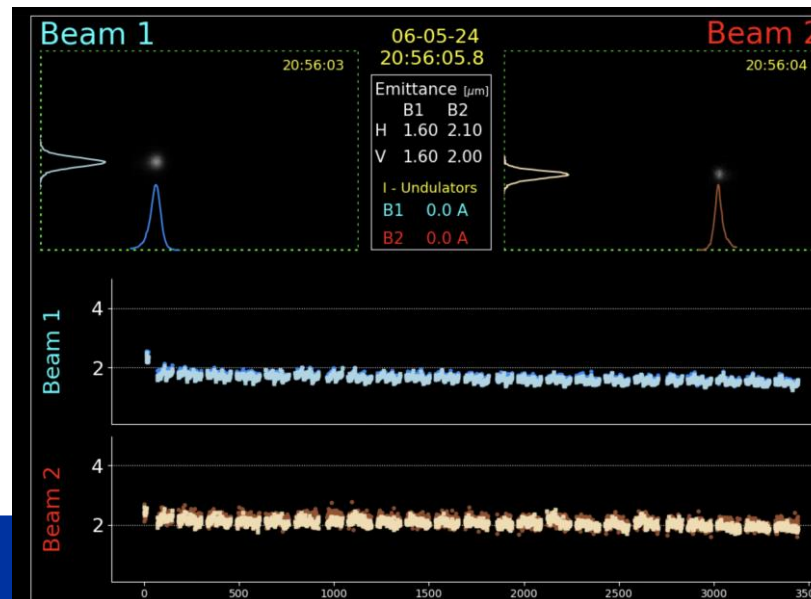 Beam 1
06-05-24
20:56:05.8
Beam 2
20:56:03
20:56:04
Emittance [μm]
B1 B2
H 1.60 2.10
V 1.60 2.00
I - Undulators
B1 0.0 A
B2 0.0 A
Beam 1
4
2
Beam 2
4
2
0 500 1000 1500 2000 2500 3000